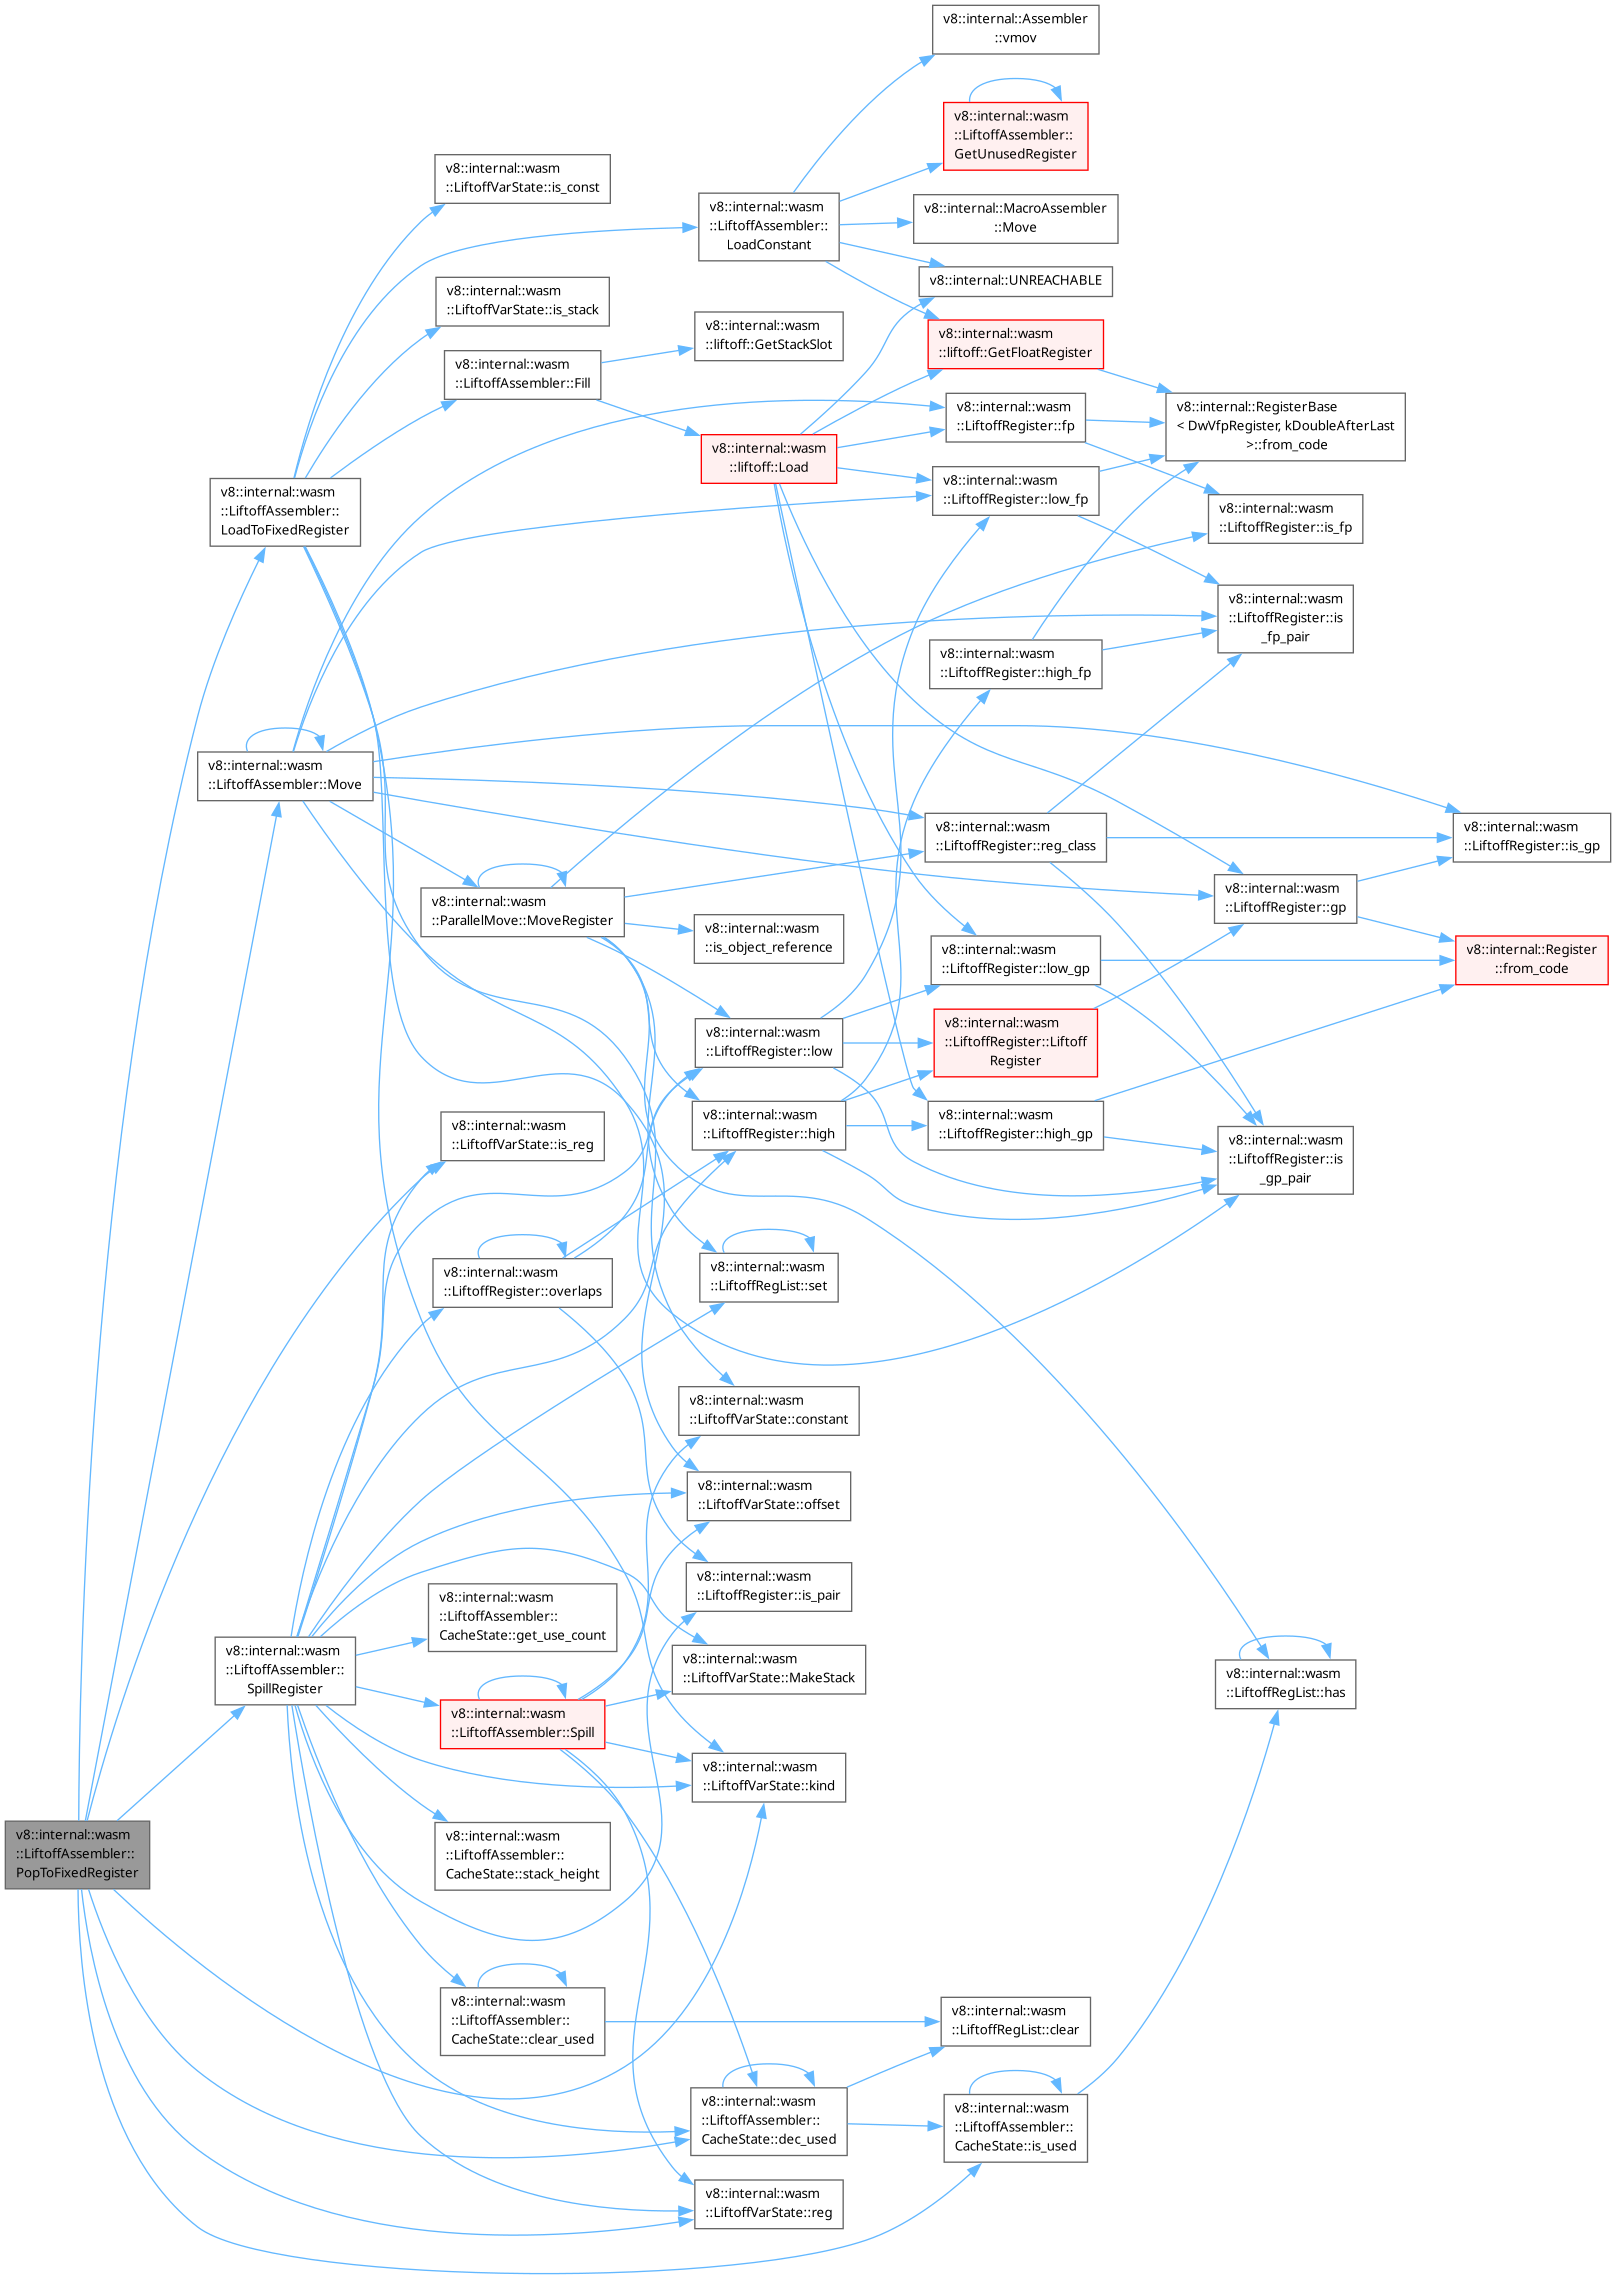 v8::internal::Assembler
::vmov
v8::internal::wasm
::LiftoffAssembler::
GetUnusedRegister
v8::internal::wasm
::LiftoffVarState::is_const
v8::internal::wasm
::LiftoffAssembler::
LoadConstant
v8::internal::MacroAssembler
::Move
v8::internal::UNREACHABLE
v8::internal::wasm
::LiftoffVarState::is_stack
v8::internal::wasm
::liftoff::GetStackSlot
v8::internal::wasm
::liftoff::GetFloatRegister
v8::internal::wasm
::LiftoffAssembler::Fill
v8::internal::wasm
::LiftoffRegister::fp
v8::internal::RegisterBase
< DwVfpRegister, kDoubleAfterLast
>::from_code
v8::internal::wasm
::liftoff::Load
v8::internal::wasm
::LiftoffRegister::low_fp
v8::internal::wasm
::LiftoffAssembler::
LoadToFixedRegister
v8::internal::wasm
::LiftoffRegister::is_fp
v8::internal::wasm
::LiftoffRegister::is
_fp_pair
v8::internal::wasm
::LiftoffRegister::high_fp
v8::internal::wasm
::LiftoffAssembler::Move
v8::internal::wasm
::LiftoffRegister::reg_class
v8::internal::wasm
::LiftoffRegister::is_gp
v8::internal::wasm
::ParallelMove::MoveRegister
v8::internal::wasm
::LiftoffRegister::gp
v8::internal::wasm
::is_object_reference
v8::internal::wasm
::LiftoffRegister::low_gp
v8::internal::Register
::from_code
v8::internal::wasm
::LiftoffRegister::low
v8::internal::wasm
::LiftoffRegister::Liftoff
Register
v8::internal::wasm
::LiftoffVarState::is_reg
v8::internal::wasm
::LiftoffRegister::high
v8::internal::wasm
::LiftoffRegister::high_gp
v8::internal::wasm
::LiftoffRegister::is
_gp_pair
v8::internal::wasm
::LiftoffRegister::overlaps
v8::internal::wasm
::LiftoffRegList::set
v8::internal::wasm
::LiftoffVarState::constant
v8::internal::wasm
::LiftoffVarState::offset
v8::internal::wasm
::LiftoffRegister::is_pair
v8::internal::wasm
::LiftoffAssembler::
CacheState::get_use_count
v8::internal::wasm
::LiftoffAssembler::
SpillRegister
v8::internal::wasm
::LiftoffVarState::MakeStack
v8::internal::wasm
::LiftoffRegList::has
v8::internal::wasm
::LiftoffAssembler::Spill
v8::internal::wasm
::LiftoffVarState::kind
v8::internal::wasm
::LiftoffAssembler::
PopToFixedRegister
v8::internal::wasm
::LiftoffAssembler::
CacheState::stack_height
v8::internal::wasm
::LiftoffAssembler::
CacheState::clear_used
v8::internal::wasm
::LiftoffRegList::clear
v8::internal::wasm
::LiftoffAssembler::
CacheState::dec_used
v8::internal::wasm
::LiftoffAssembler::
CacheState::is_used
v8::internal::wasm
::LiftoffVarState::reg